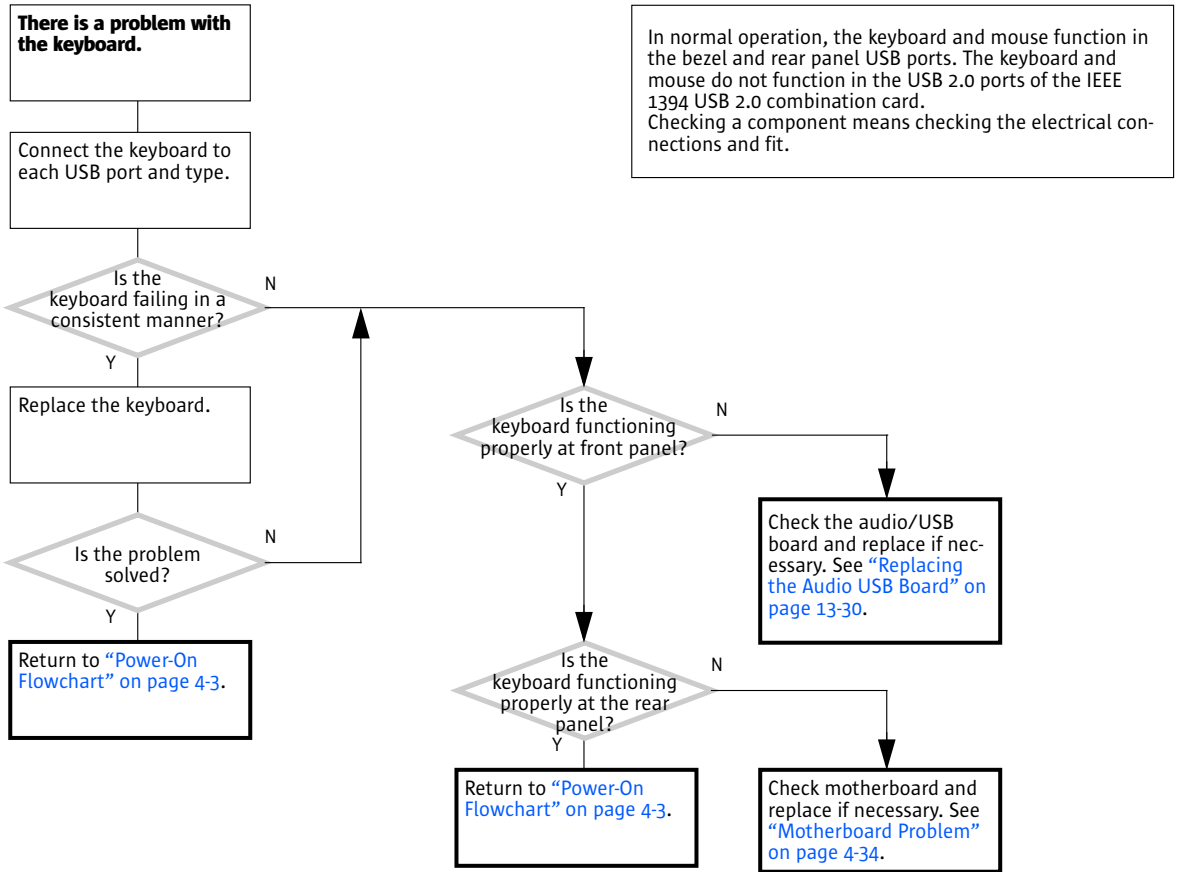 There is a problem with
the keyboard.
In normal operation, the keyboard and mouse function in
the bezel and rear panel USB ports. The keyboard and
mouse do not function in the USB 2.0 ports of the IEEE
1394 USB 2.0 combination card.
Checking a component means checking the electrical con-
nections and fit.
Connect the keyboard to
each USB port and type.
Is the
keyboard failing in a
consistent manner?
N
Y
Replace the keyboard.
Is the
keyboard functioning
properly at front panel?
N
Y
Is the problem
solved?
N
Y
Check the audio/USB
board and replace if nec-
essary. See “Replacing
the Audio USB Board” on
page 13-30.
Return to “Power-On
Flowchart” on page 4-3.
Is the
keyboard functioning
properly at the rear
panel?
N
Y
Return to “Power-On
Flowchart” on page 4-3.
Check motherboard and
replace if necessary. See
“Motherboard Problem”
on page 4-34.